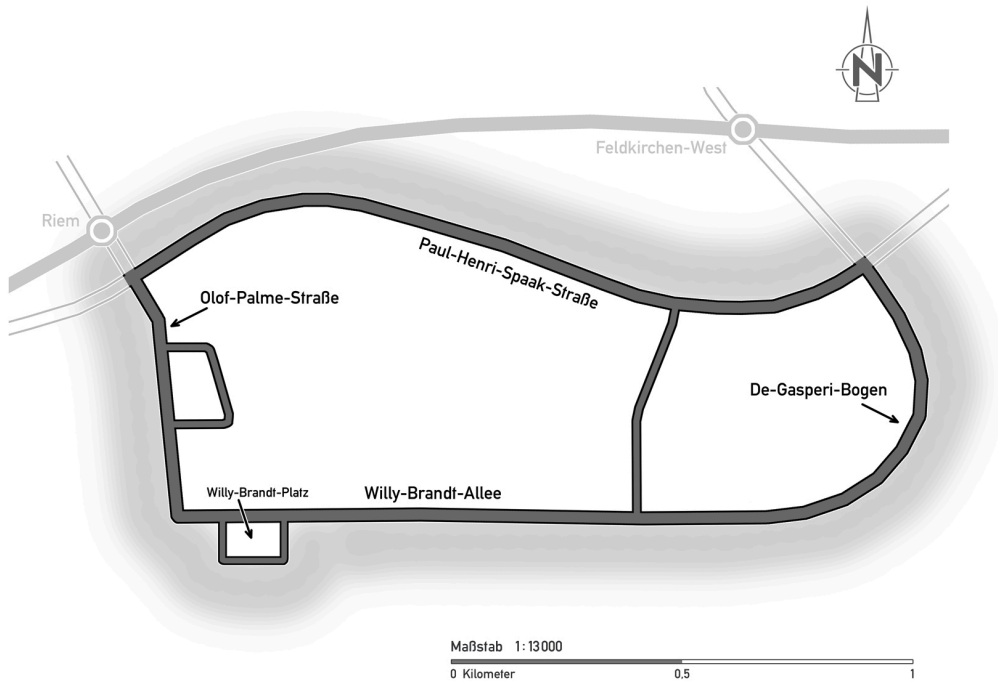 N
Feldkirchen-West
Riem
Paul-Henri-Spaak-Straße
Olof-Palme-Straße
De-Gasperi-Bogen
Willy-Brandt-Platz
Willy-Brandt-Allee
Maßstab 1:13000
0 Kilometer 0,5 1